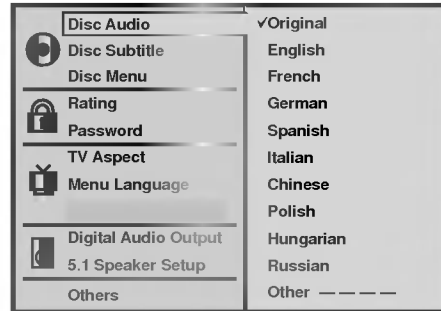 Disc Audio
Disc Subtitle
Disc Menu
Rating
Password
TV Aspect
Menu Language
Digital Audio Output
5.1 Speaker Setup
Others
✓Original
English
French
German
Spanish
Italian
Chinese
Polish
Hungarian
Russian
Other — — — —